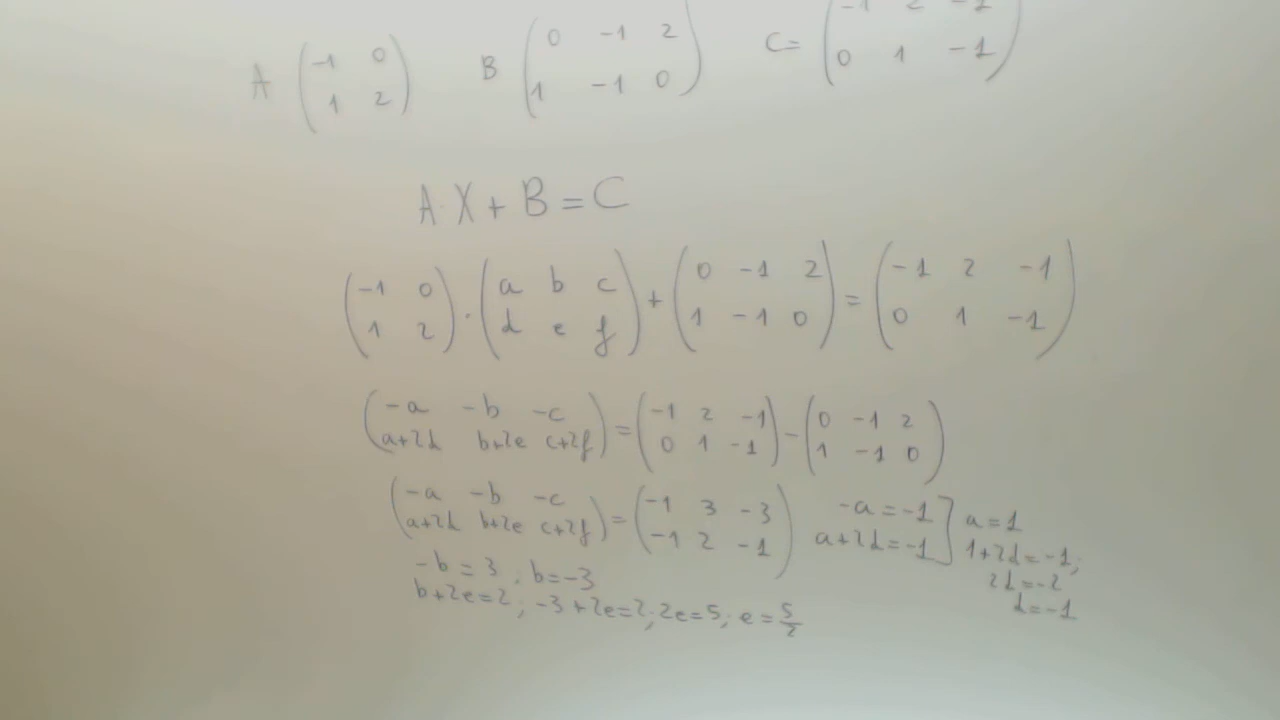 A ( -1 0 B ( 0 -1 2 ) C= ( -1 2 -1
1 2 ) 1 -1 0 0 1 -1 )
A·X + B = C
( -1 0 ) · ( a b c ) + ( 0 -1 2 ) = ( -1 2 -1 )
1 2 d e f 1 -1 0 0 1 -1
( -a -b -c ) = ( -1 2 -1 ) - ( 0 -1 2 )
a+2d b+2e c+2f 0 1 -1 1 -1 0
( -a -b -c ) = ( -1 3 -3 ) -a = -1 ] a = 1
a+2d b+2e c+2f -1 2 -1 a+2d = -1 1+2d = -1;
-b = 3 ; b = -3 2d = -2
b+2e = 2 ; -3+2e = 2 ; 2e = 5 ; e = 5/2 d = -1